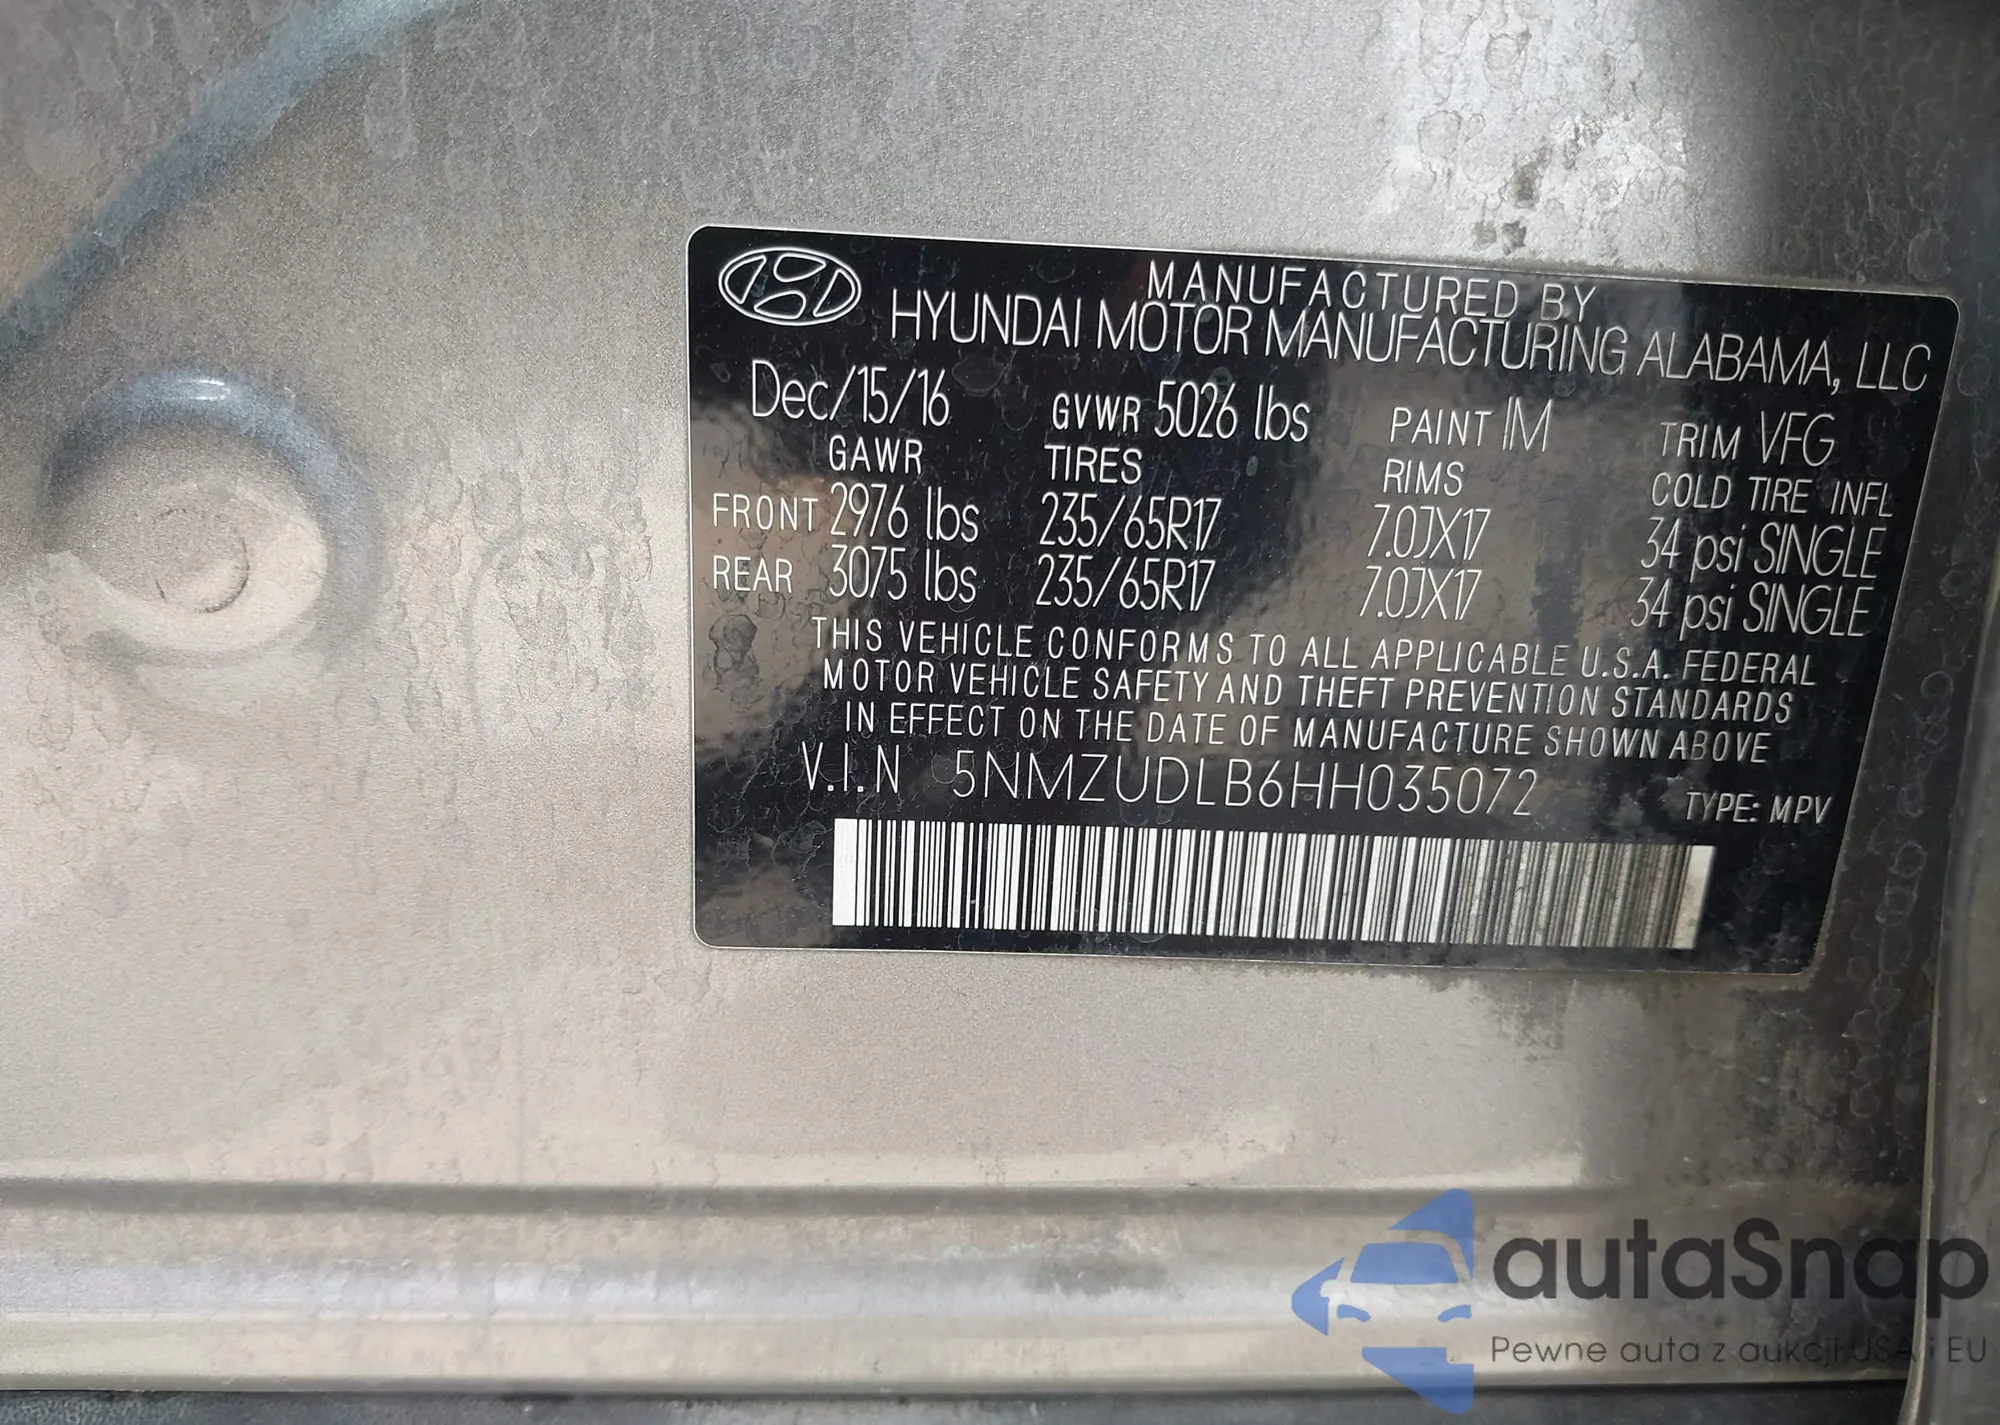 MANUFACTURED BY
HYUNDAI MOTOR MANUFACTURING ALABAMA, LLC
Dec/15/16 GVWR 5026 lbs PAINT IM TRIM VFG
GAWR TIRES RIMS COLD TIRE INFL
FRONT 2976 lbs 235/65R17 7.0JX17 34 psi SINGLE
REAR 3075 lbs 235/65R17 7.0JX17 34 psi SINGLE
THIS VEHICLE CONFORMS TO ALL APPLICABLE U.S.A. FEDERAL
MOTOR VEHICLE SAFETY AND THEFT PREVENTION STANDARDS
IN EFFECT ON THE DATE OF MANUFACTURE SHOWN ABOVE
V.I.N 5NMZUDLB6HH035072 TYPE: MPV
autaSnap
Pewne auta z aukcji USA i EU